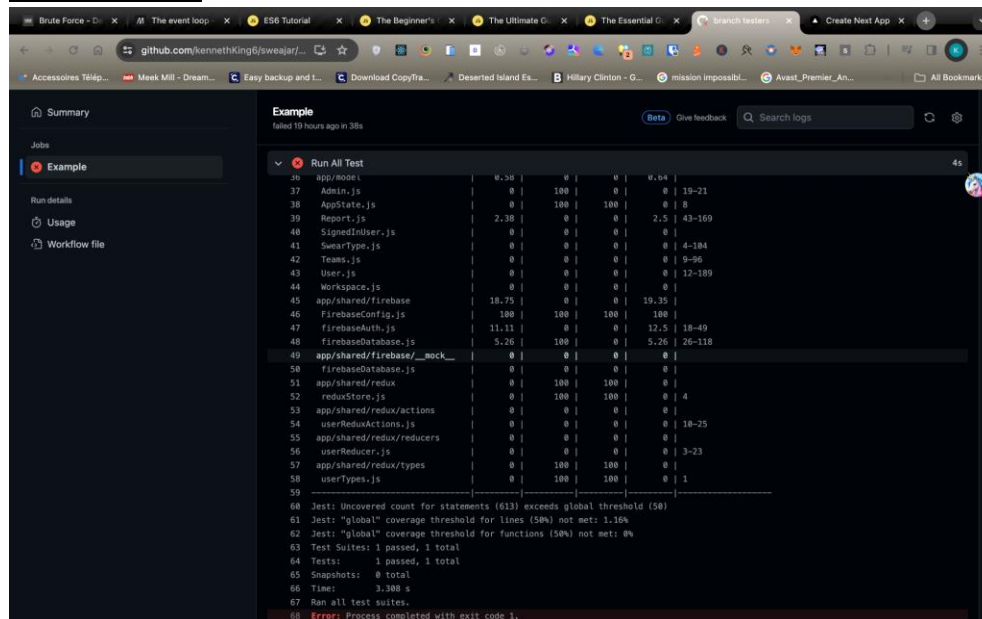 Brute Force - De
The event loop
ES6 Tutorial
The Beginner's
The Ultimate G
The Essential Gu
branch testers
Create Next App
github.com/kennethKing6/sweajar/...
Accessoires Télép...
Meek Mill - Dream...
Easy backup and t...
Download CopyTra...
Deserted Island Es...
Hillary Clinton - G...
mission impossibl...
Avast_Premier_An...
All Bookmark
Summary
Jobs
Example
Run details
Usage
Workflow file
Example
failed 19 hours ago in 38s
Beta Give feedback
Search logs
Run All Test 4s
36 app/model | 0.58 | 0 | 0 | 0.64 |
37 Admin.js | 0 | 100 | 0 | 0 | 19-21
38 AppState.js | 0 | 100 | 100 | 0 | 8
39 Report.js | 2.38 | 0 | 0 | 2.5 | 43-169
40 SignedInUser.js | 0 | 0 | 0 | 0 |
41 SwearType.js | 0 | 0 | 0 | 0 | 4-104
42 Teams.js | 0 | 0 | 0 | 0 | 9-96
43 User.js | 0 | 0 | 0 | 0 | 12-189
44 Workspace.js | 0 | 0 | 0 | 0 |
45 app/shared/firebase | 18.75 | 0 | 0 | 19.35 |
46 FirebaseConfig.js | 100 | 100 | 100 | 100 |
47 firebaseAuth.js | 11.11 | 0 | 0 | 12.5 | 18-49
48 firebaseDatabase.js | 5.26 | 100 | 0 | 5.26 | 26-118
49 app/shared/firebase/__mock__ | 0 | 0 | 0 | 0 |
50 firebaseDatabase.js | 0 | 0 | 0 | 0 |
51 app/shared/redux | 0 | 100 | 100 | 0 |
52 reduxStore.js | 0 | 100 | 100 | 0 | 4
53 app/shared/redux/actions | 0 | 0 | 0 | 0 |
54 userReduxActions.js | 0 | 0 | 0 | 0 | 10-25
55 app/shared/redux/reducers | 0 | 0 | 0 | 0 |
56 userReducer.js | 0 | 0 | 0 | 0 | 3-23
57 app/shared/redux/types | 0 | 100 | 100 | 0 |
58 userTypes.js | 0 | 100 | 100 | 0 | 1
59 -------------------------------|---------|----------|---------|---------|-------------------
60 Jest: Uncovered count for statements (613) exceeds global threshold (50)
61 Jest: "global" coverage threshold for lines (50%) not met: 1.16%
62 Jest: "global" coverage threshold for functions (50%) not met: 0%
63 Test Suites: 1 passed, 1 total
64 Tests: 1 passed, 1 total
65 Snapshots: 0 total
66 Time: 3.308 s
67 Ran all test suites.
68 Error: Process completed with exit code 1.